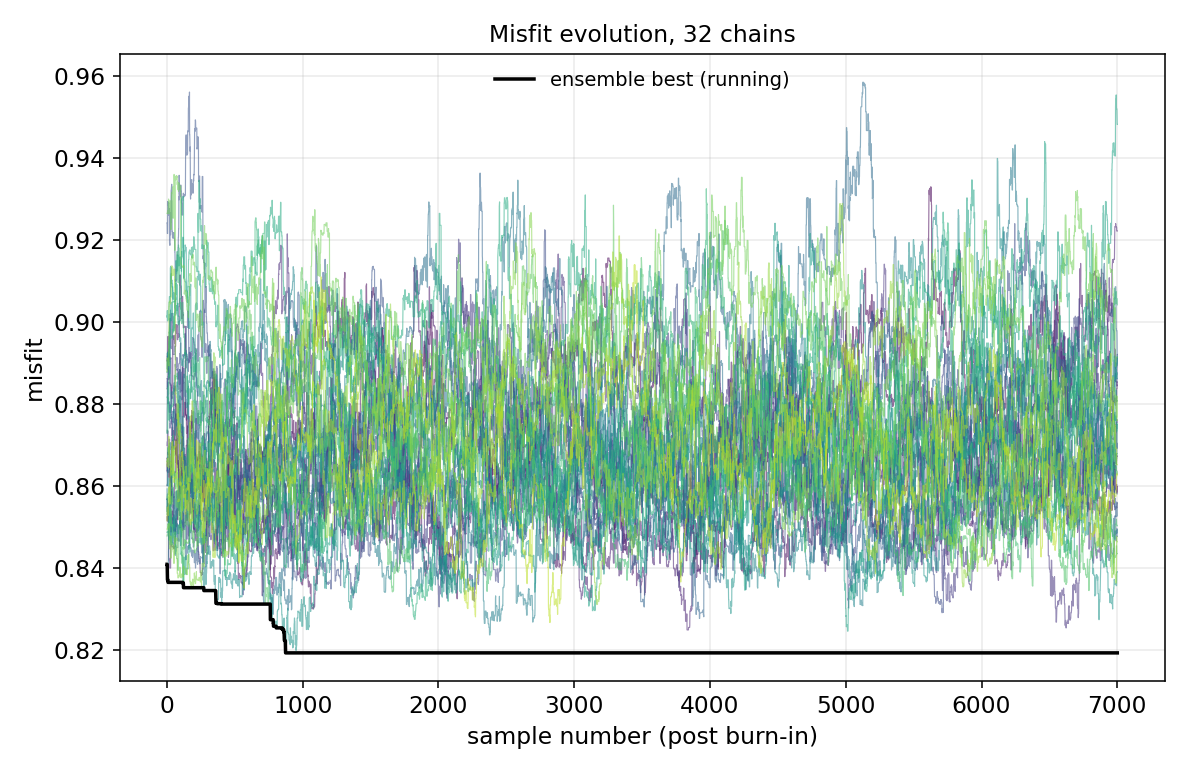 Misfit evolution, 32 chains
ensemble best (running)
misfit
0.96
0.94
0.92
0.90
0.88
0.86
0.84
0.82
0 1000 2000 3000 4000 5000 6000 7000
sample number (post burn-in)